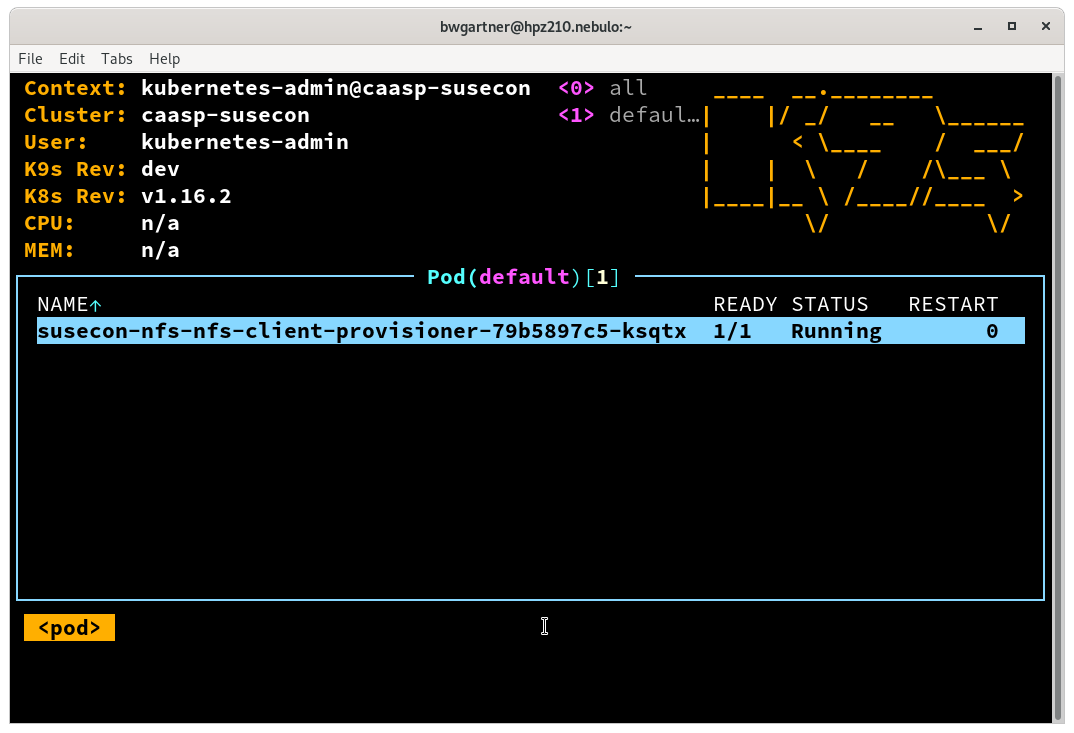 bwgartner@hpz210.nebulo:~
File Edit Tabs Help
Context: kubernetes-admin@caasp-susecon <0> all
Cluster: caasp-susecon <1> defaul…
User: kubernetes-admin
K9s Rev: dev
K8s Rev: v1.16.2
CPU: n/a
MEM: n/a
Pod(default)[1]
NAME↑ READY STATUS RESTART
susecon-nfs-nfs-client-provisioner-79b5897c5-ksqtx 1/1 Running 0
<pod>